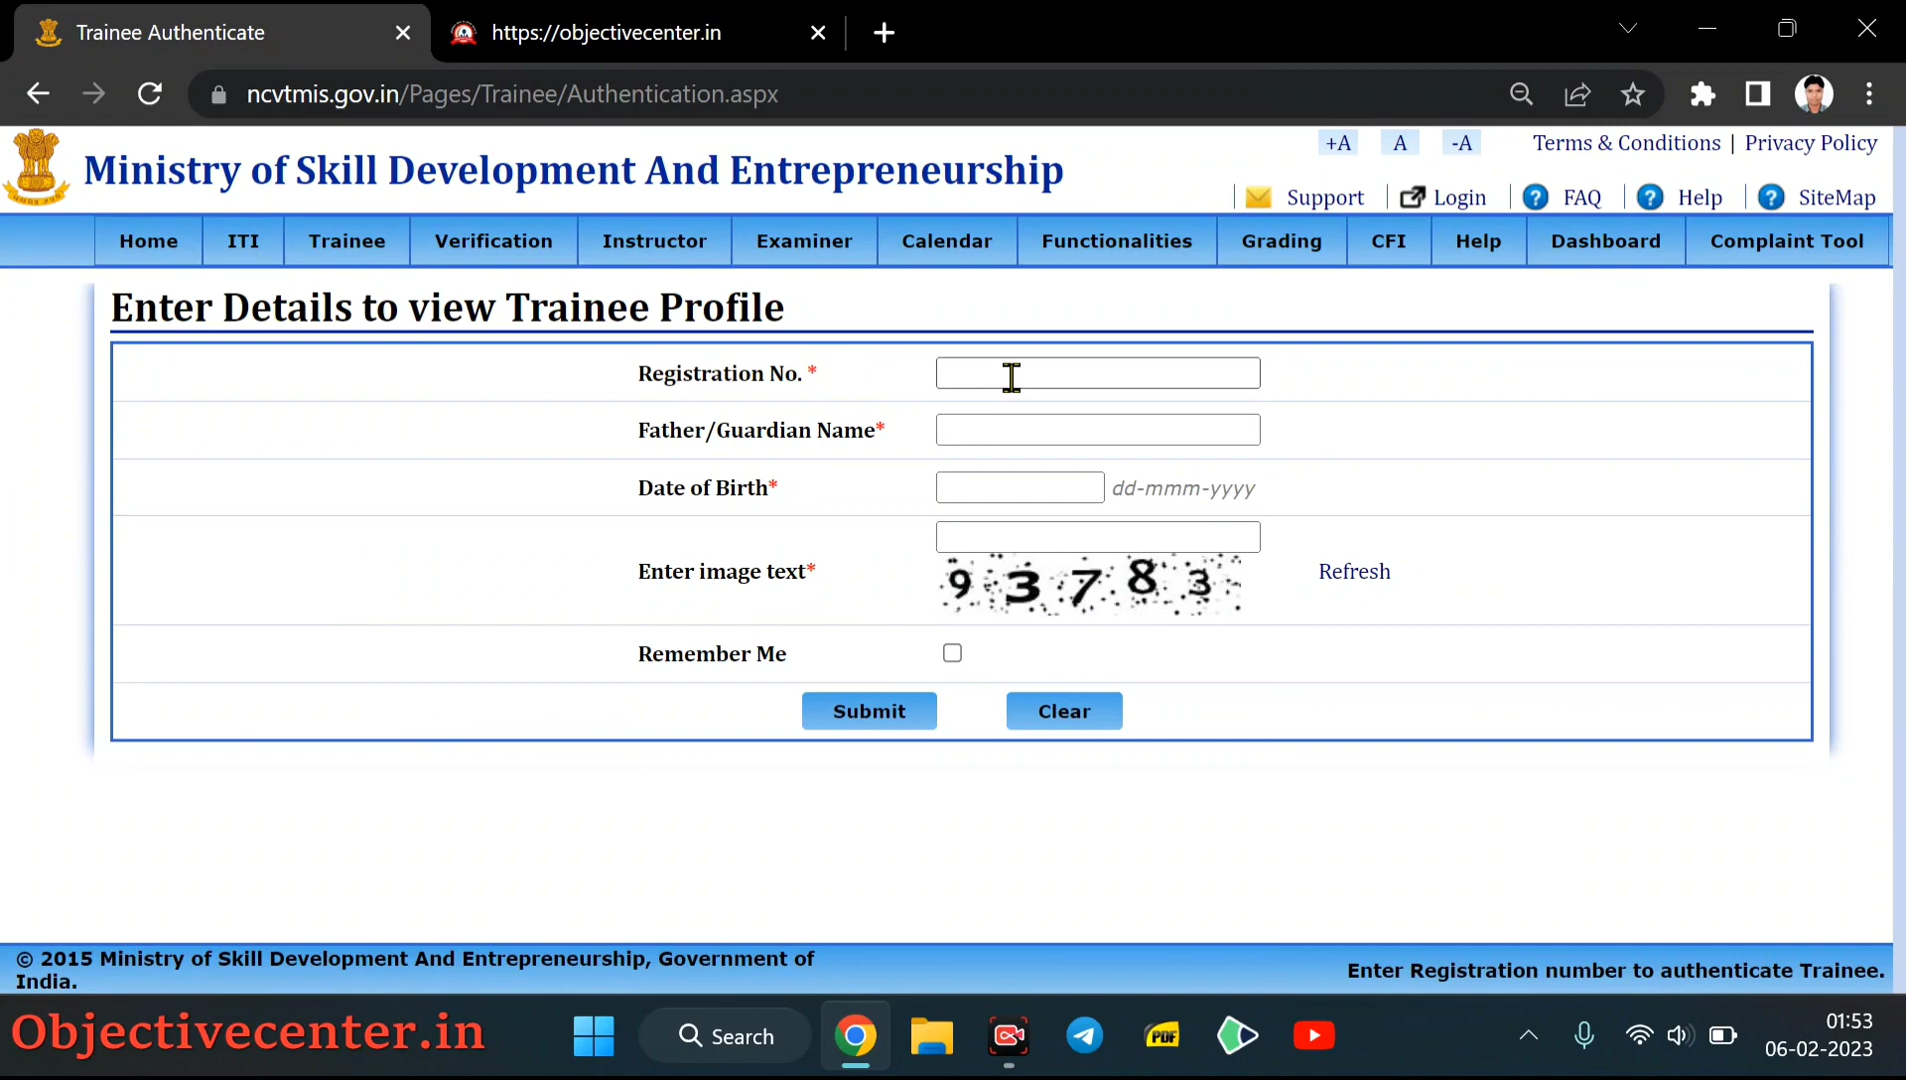 Trainee Authenticate
https://objectivecenter.in
ncvtmis.gov.in/Pages/Trainee/Authentication.aspx
+A A -A Terms & Conditions | Privacy Policy
Ministry of Skill Development And Entrepreneurship
Support Login FAQ Help SiteMap
Home ITI Trainee Verification Instructor Examiner Calendar Functionalities Grading CFI Help Dashboard Complaint Tool
Enter Details to view Trainee Profile
Registration No. *
Father/Guardian Name*
Date of Birth* dd-mmm-yyyy
Enter image text* 9 3 7 8 3 Refresh
Remember Me
Submit Clear
© 2015 Ministry of Skill Development And Entrepreneurship, Government of
India.
Enter Registration number to authenticate Trainee.
Objectivecenter.in
Search
PDF
01:53
06-02-2023